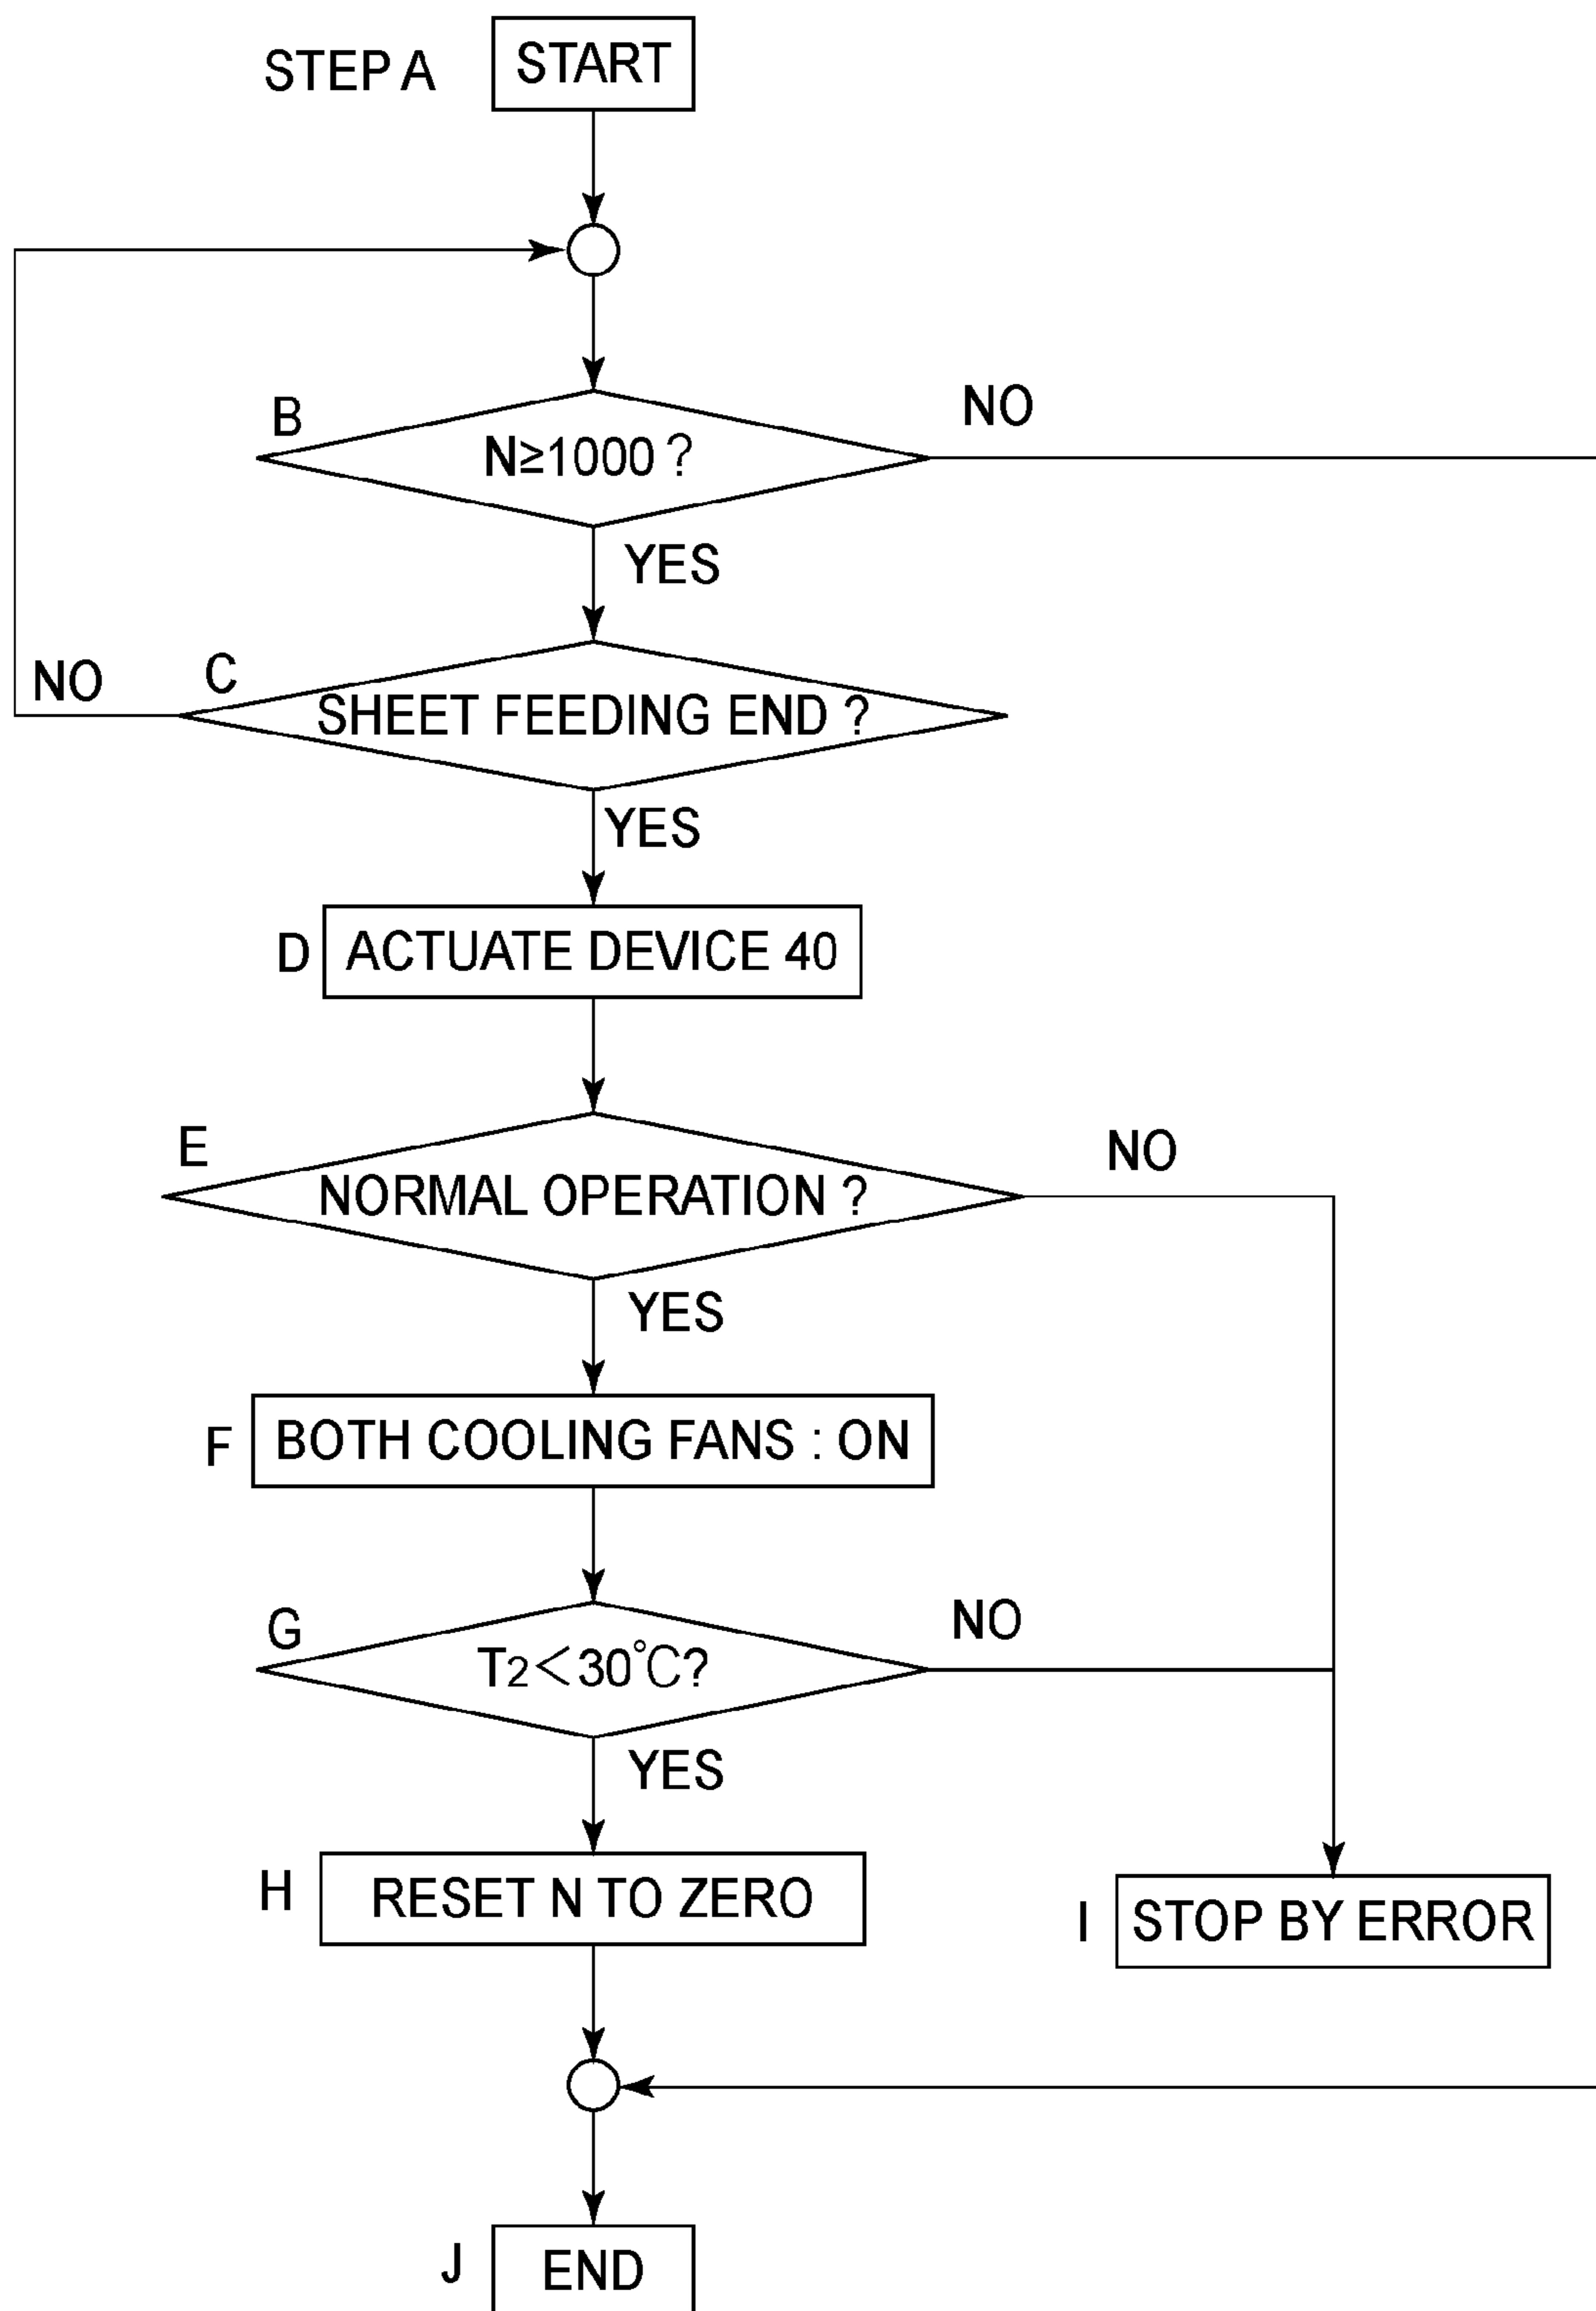 STEP A
START
B
N≥1000 ?
NO
YES
NO
C
SHEET FEEDING END ?
YES
D
ACTUATE DEVICE 40
E
NORMAL OPERATION ?
NO
YES
F
BOTH COOLING FANS : ON
G
T2<30℃?
NO
YES
H
RESET N TO ZERO
I
STOP BY ERROR
J
END